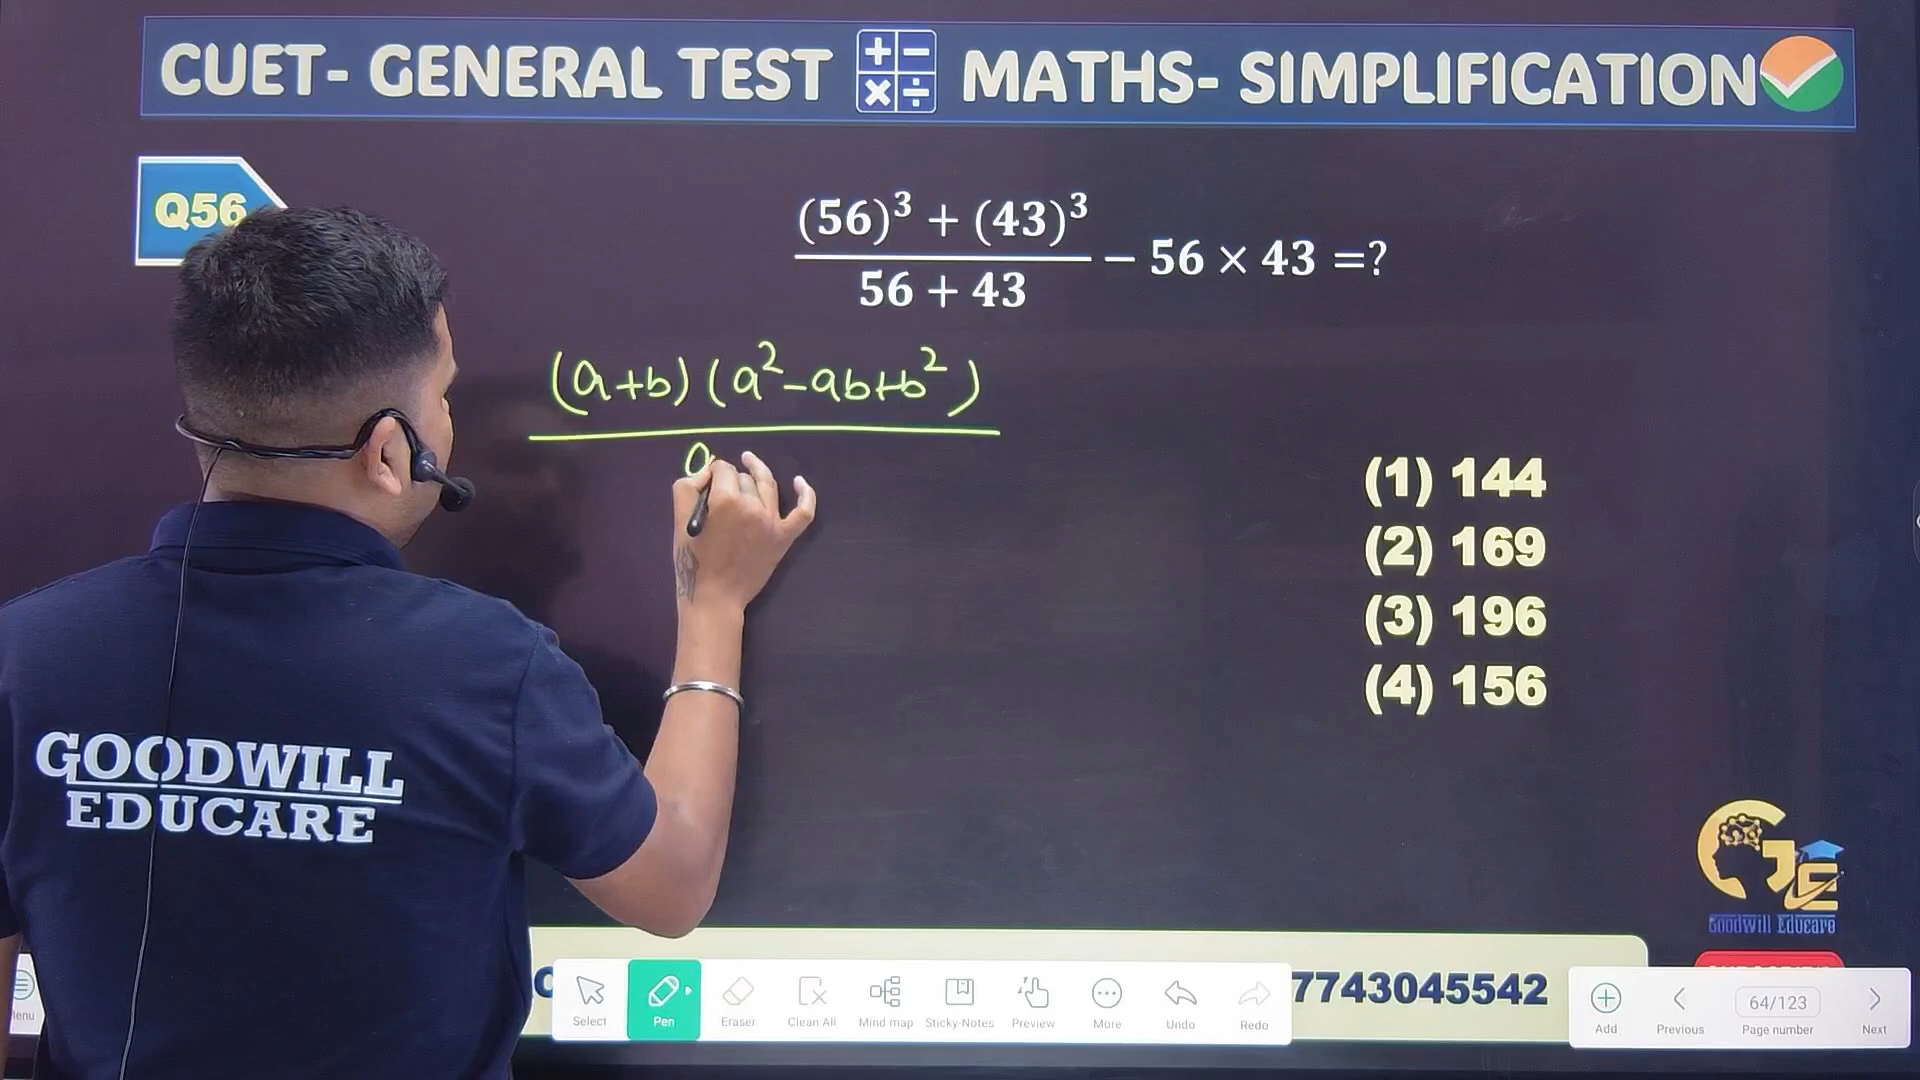 CUET- GENERAL TEST + − × ÷ MATHS- SIMPLIFICATION
Q56
(56)³ + (43)³
56 + 43
− 56 × 43 =?
(a+b) (a²-ab+b²)
a
(1) 144
(2) 169
(3) 196
(4) 156
GOODWILL
EDUCARE
GE
Goodwill Educare
7743045542
Select
Pen
Eraser
Clean All
Mind map
Sticky-Notes
Preview
More
Undo
Redo
Add
Previous
64/123
Page number
Next